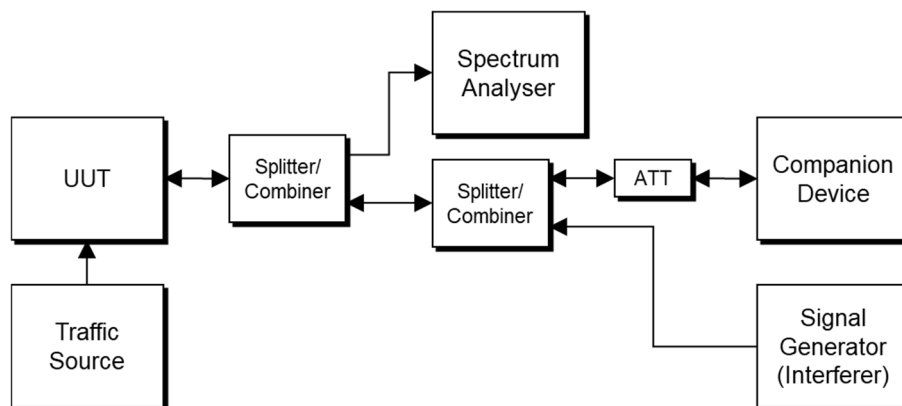 Spectrum
Analyser
UUT
Splitter/
Combiner
Splitter/
Combiner
ATT
Companion
Device
Traffic
Source
Signal
Generator
(Interferer)